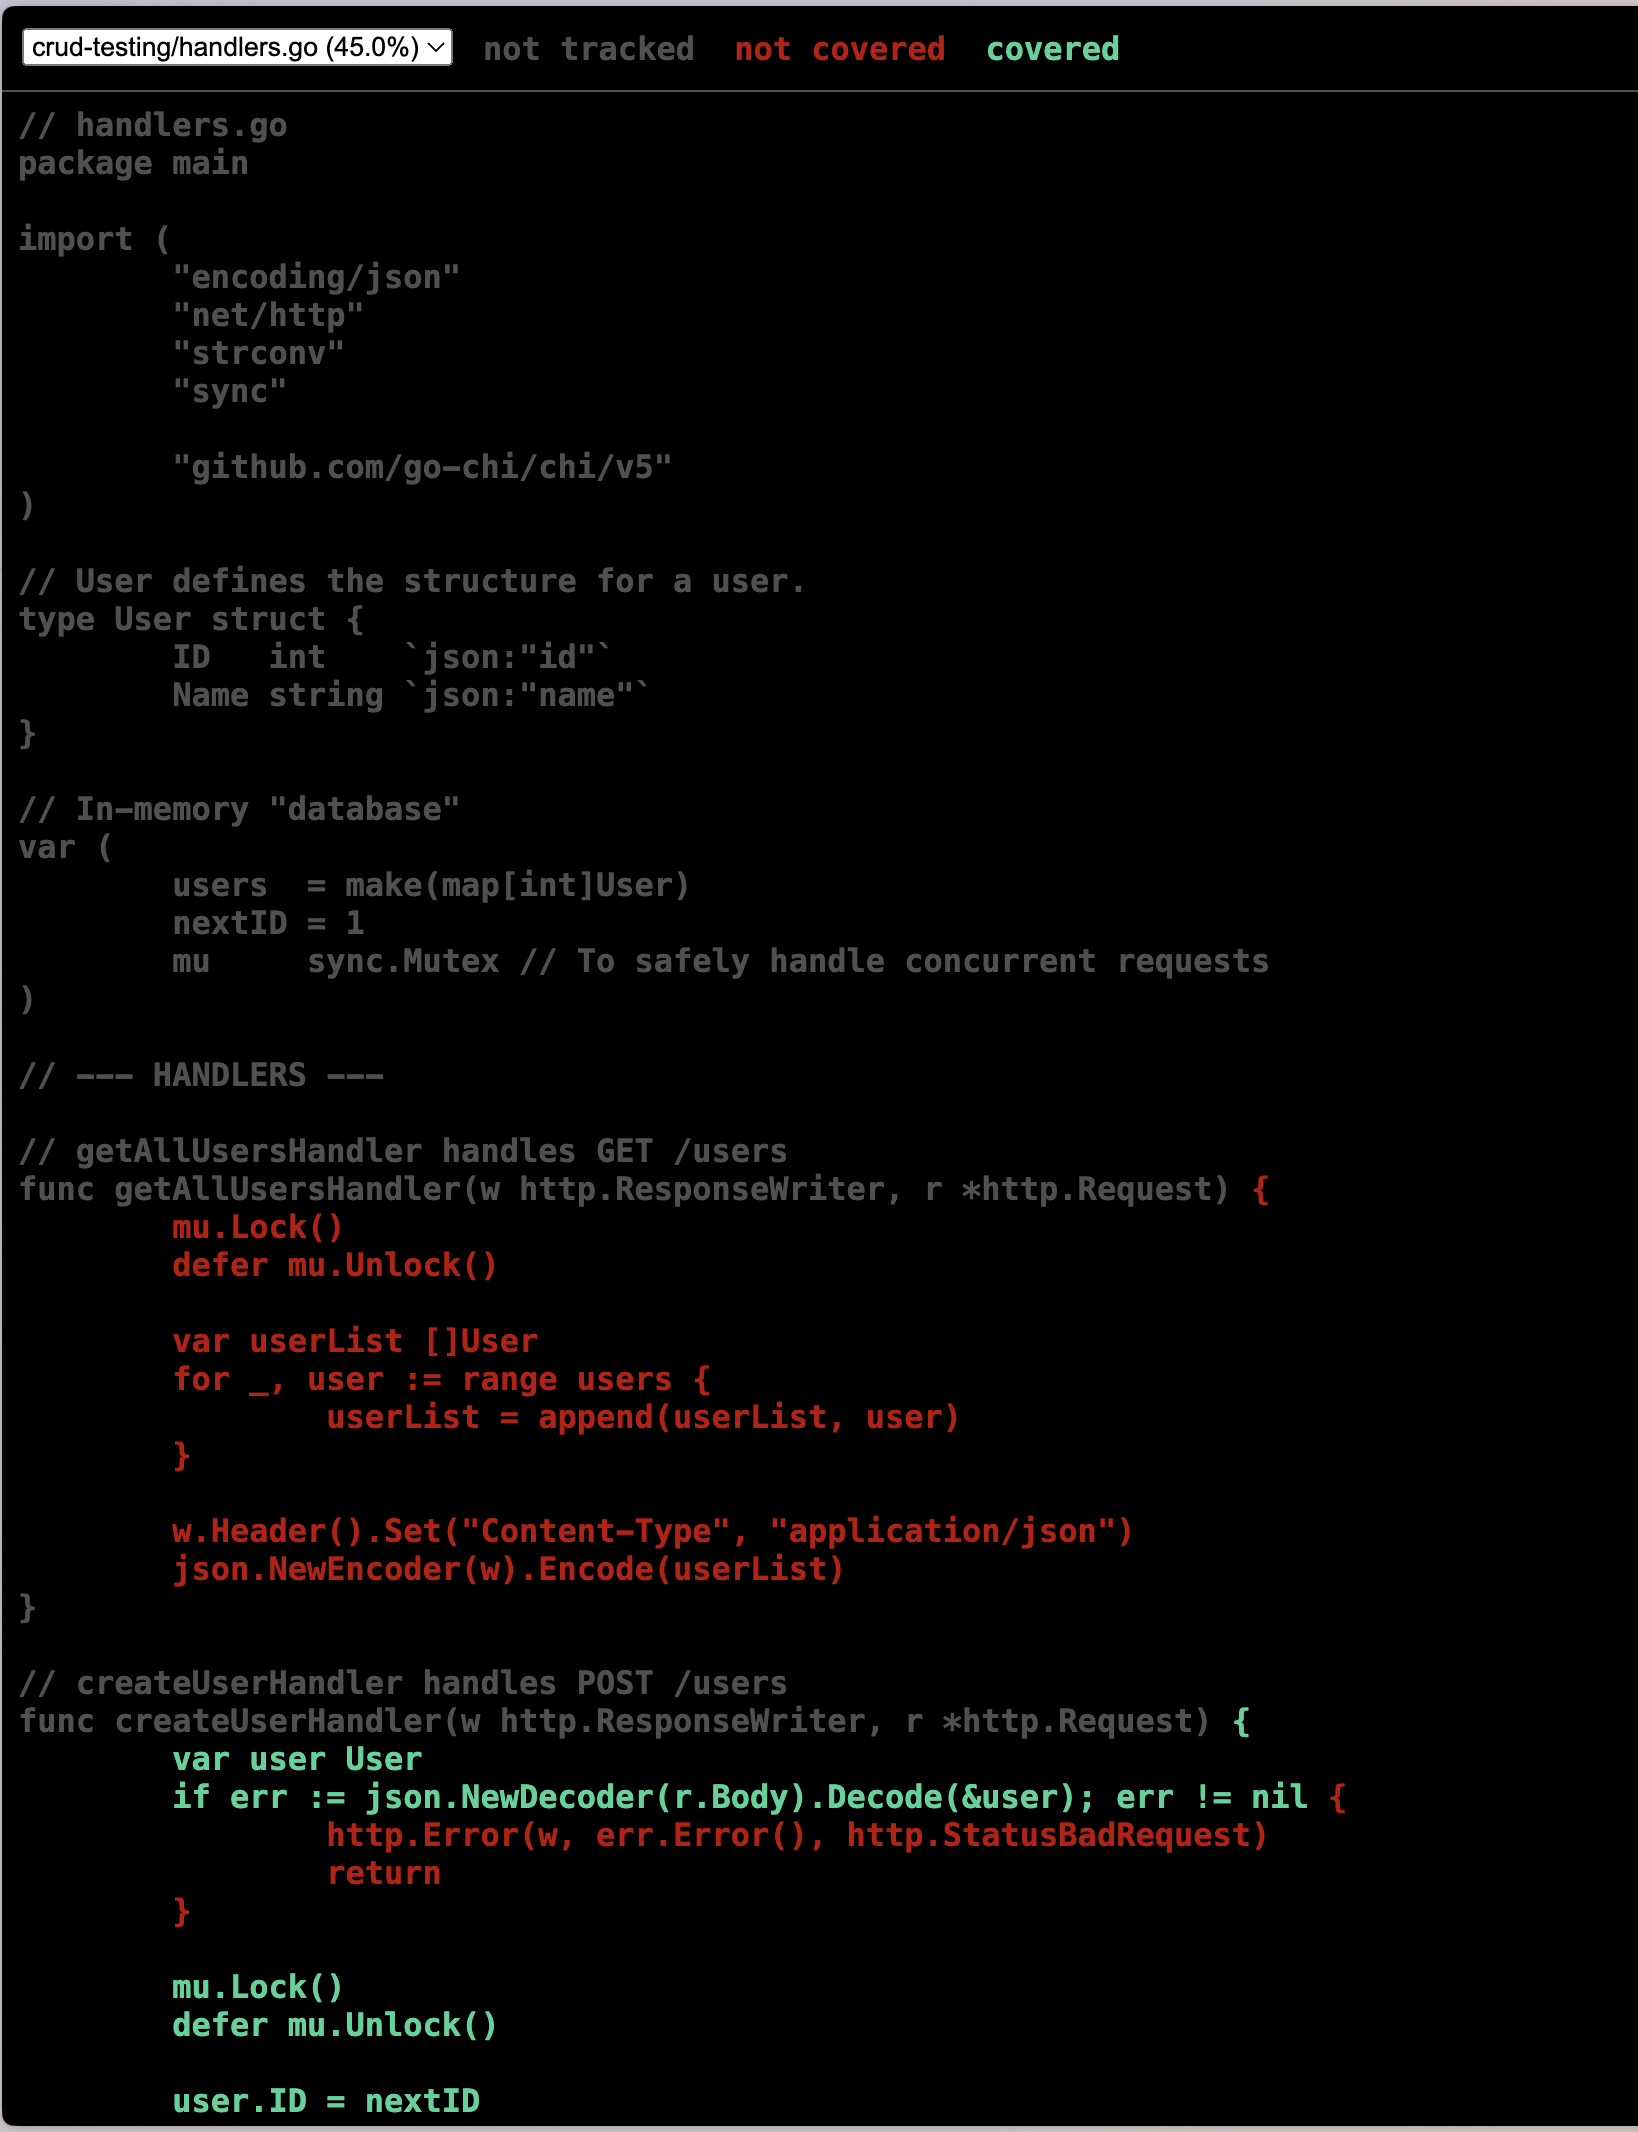 crud-testing/handlers.go (45.0%) not tracked not covered covered
// handlers.go
package main

import (
        "encoding/json"
        "net/http"
        "strconv"
        "sync"

        "github.com/go-chi/chi/v5"
)

// User defines the structure for a user.
type User struct {
        ID   int    `json:"id"`
        Name string `json:"name"`
}

// In-memory "database"
var (
        users  = make(map[int]User)
        nextID = 1
        mu     sync.Mutex // To safely handle concurrent requests
)

// --- HANDLERS ---

// getAllUsersHandler handles GET /users
func getAllUsersHandler(w http.ResponseWriter, r *http.Request) {
        mu.Lock()
        defer mu.Unlock()

        var userList []User
        for _, user := range users {
                userList = append(userList, user)
        }

        w.Header().Set("Content-Type", "application/json")
        json.NewEncoder(w).Encode(userList)
}

// createUserHandler handles POST /users
func createUserHandler(w http.ResponseWriter, r *http.Request) {
        var user User
        if err := json.NewDecoder(r.Body).Decode(&user); err != nil {
                http.Error(w, err.Error(), http.StatusBadRequest)
                return
        }

        mu.Lock()
        defer mu.Unlock()

        user.ID = nextID